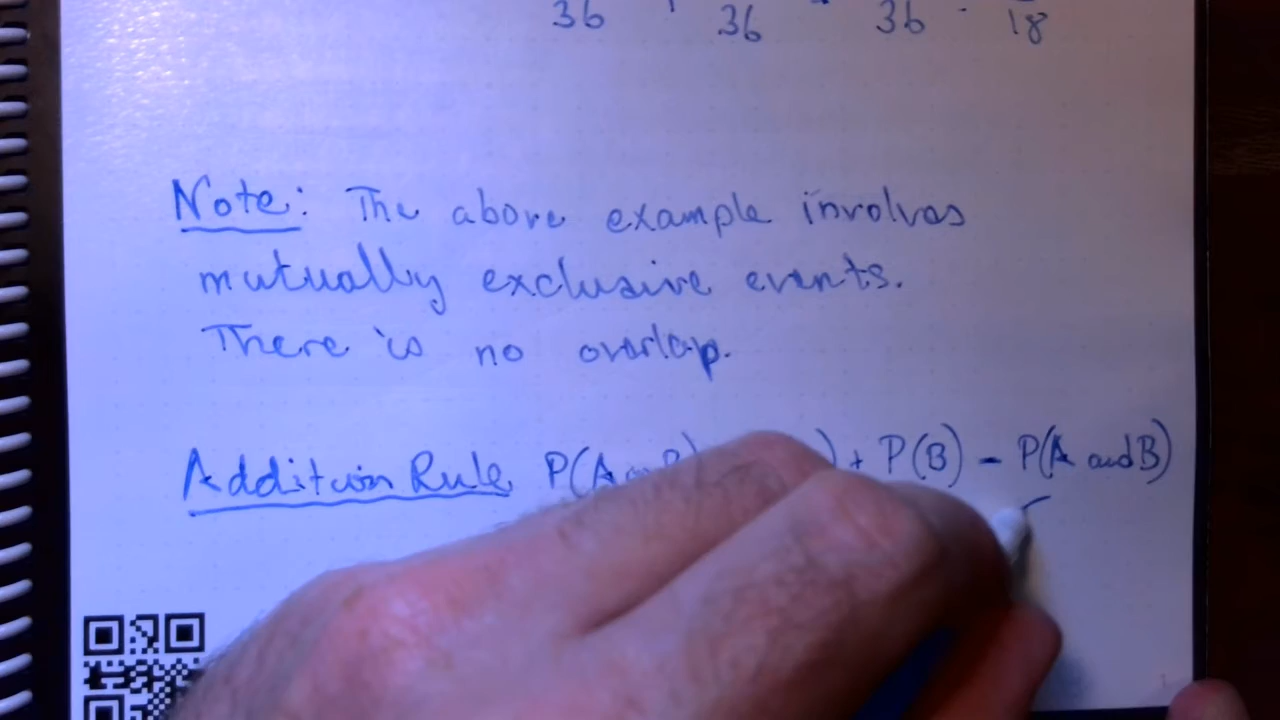 36 36 36 18
Note: The above example involves
mutually exclusive events.
There is no overlap.
Addition Rule P(A ) + P(B) - P(A and B)